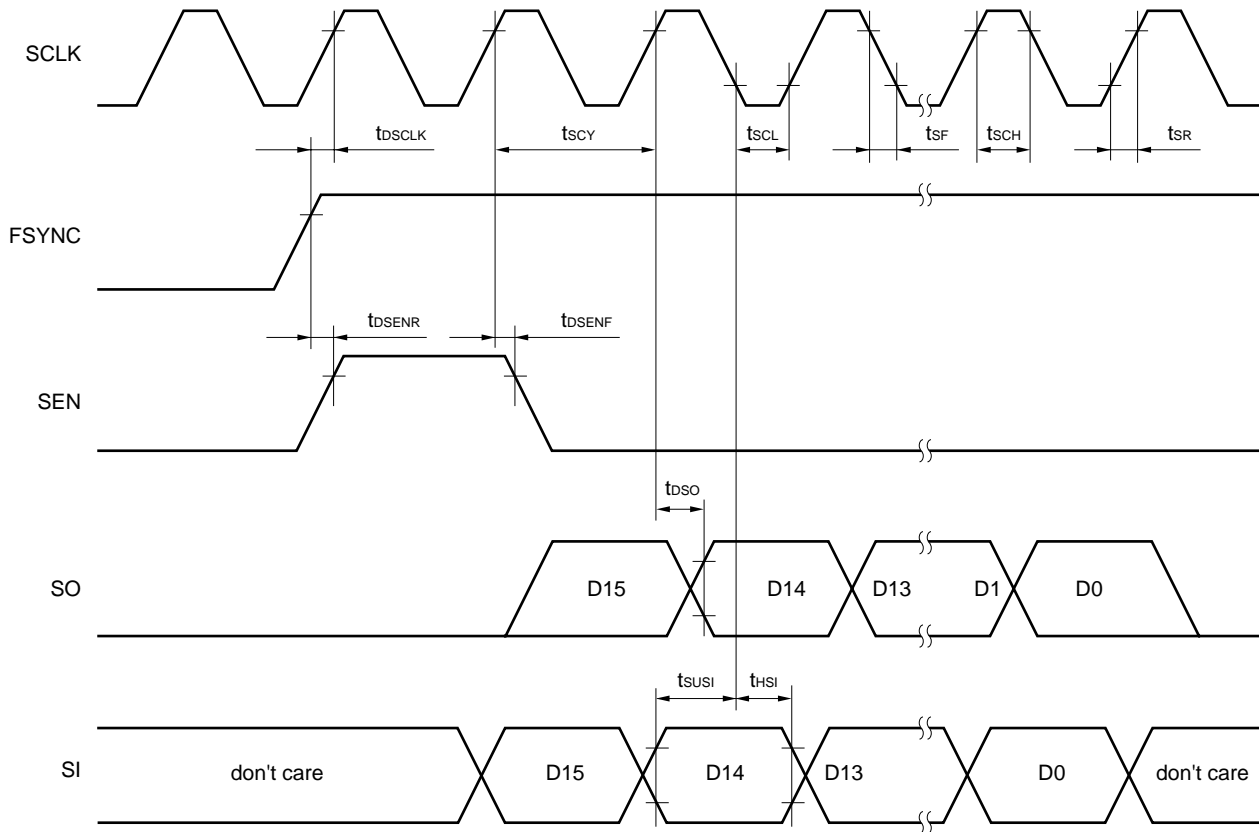 SCLK
tDSCLK tSCY tSCL tSF tSCH tSR
FSYNC
tDSENR tDSENF
SEN
tDSO
SO D15 D14 D13 D1 D0
tSUSI tHSI
SI don't care D15 D14 D13 D0 don't care